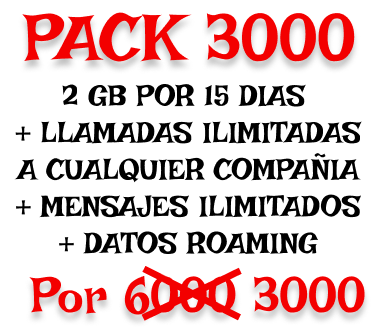 PACK 3000
2 GB POR 15 DIAS
+ LLAMADAS ILIMITADAS
A CUALQUIER COMPAÑIA
+ MENSAJES ILIMITADOS
+ DATOS ROAMING
Por 6000 3000